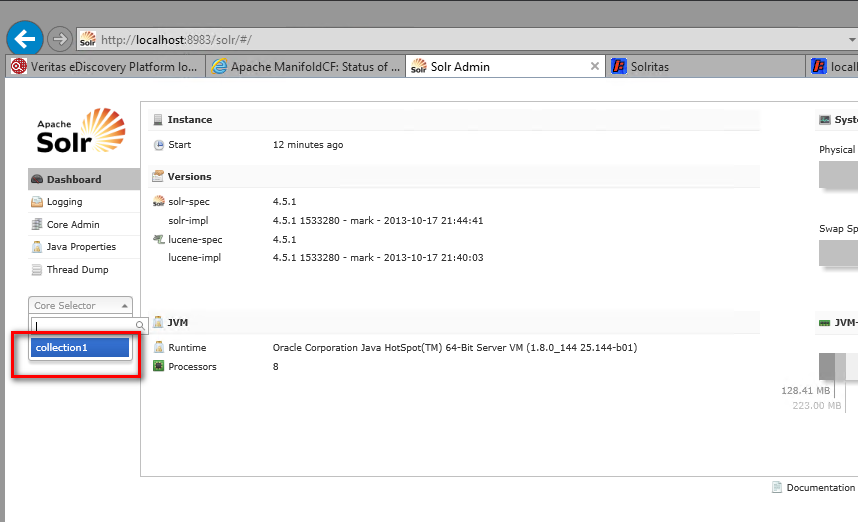 http://localhost:8983/solr/#/
Veritas eDiscovery Platform lo...
Apache ManifoldCF: Status of ...
Solr Admin
Solritas
Apache
Solr
Dashboard
Logging
Core Admin
Java Properties
Thread Dump
Core Selector
collection1
Instance
Start 12 minutes ago
Versions
solr-spec 4.5.1
solr-impl 4.5.1 1533280 - mark - 2013-10-17 21:44:41
lucene-spec 4.5.1
lucene-impl 4.5.1 1533280 - mark - 2013-10-17 21:40:03
JVM
Runtime Oracle Corporation Java HotSpot(TM) 64-Bit Server VM (1.8.0_144 25.144-b01)
Processors 8
Physical
JVM-
128.41 MB
223.00 MB
Documentation